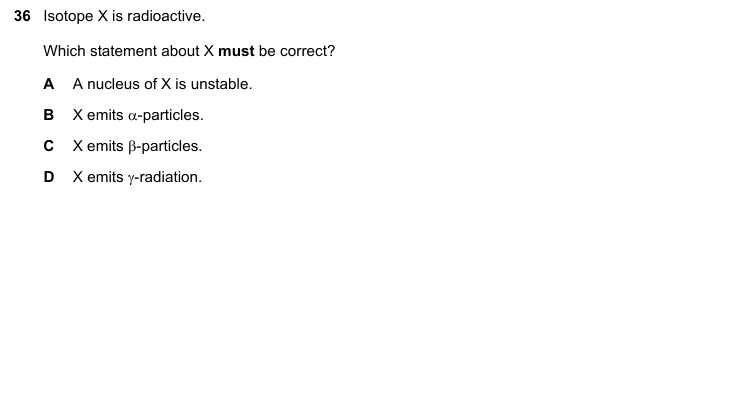 36 Isotope X is radioactive.
Which statement about X must be correct?
A A nucleus of X is unstable.
B X emits α-particles.
C X emits β-particles.
D X emits γ-radiation.